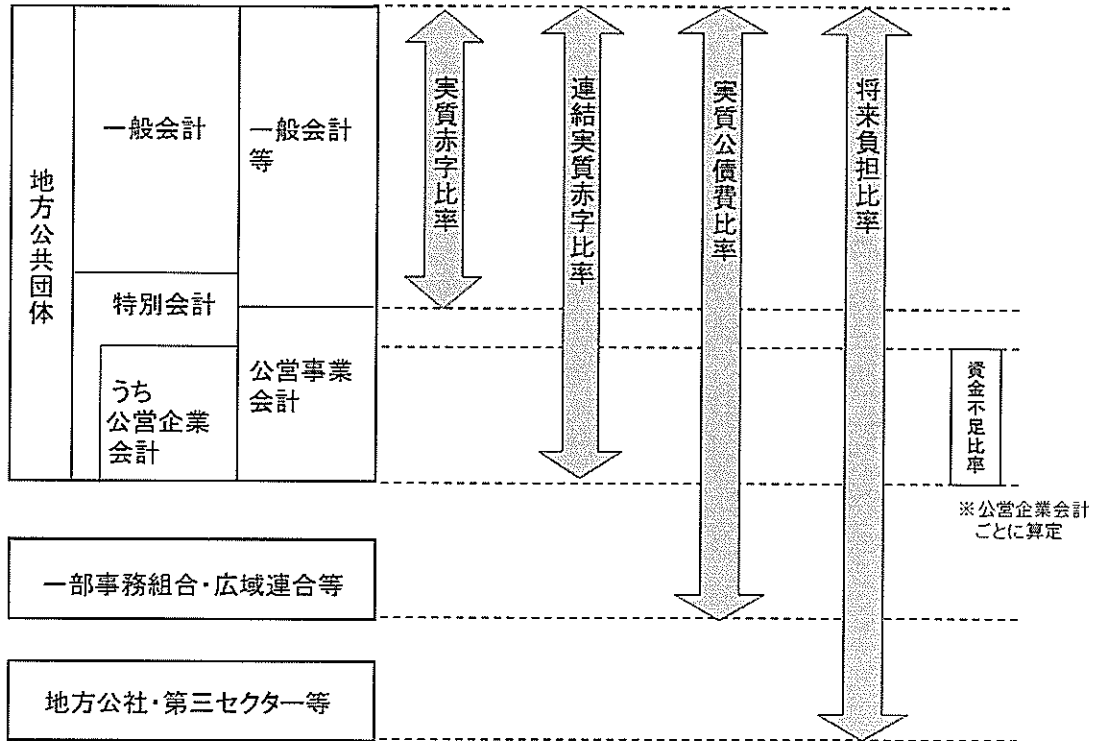 地方公共団体
一般会計
一般会計
等
特別会計
うち
公営企業
会計
公営事業
会計
実質赤字比率
連結実質赤字比率
実質公債費比率
将来負担比率
資金不足比率
※公営企業会計
ごとに算定
一部事務組合・広域連合等
地方公社・第三セクター等